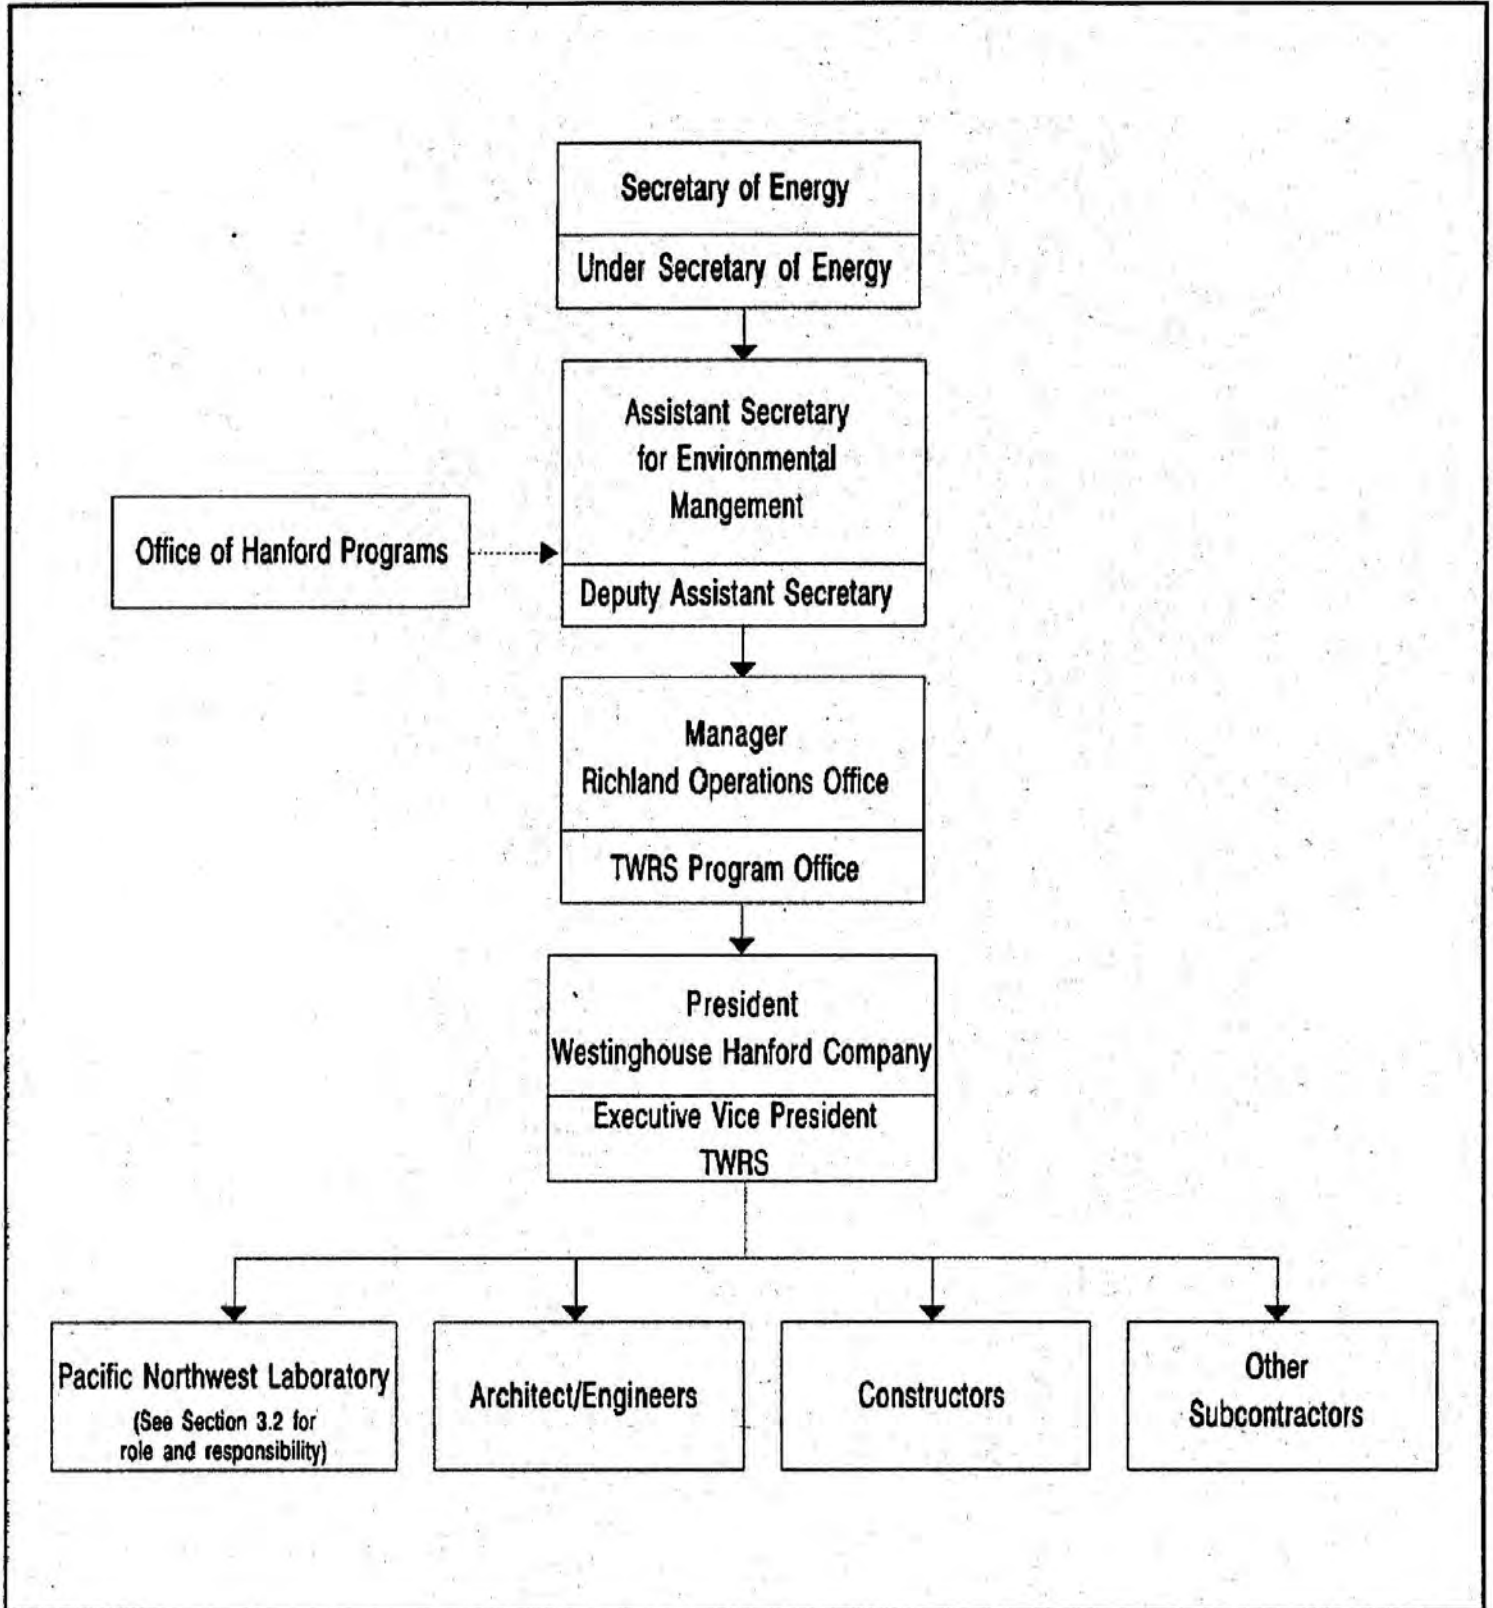 Secretary of Energy
Under Secretary of Energy
Assistant Secretary
for Environmental
Mangement
Office of Hanford Programs
Deputy Assistant Secretary
Manager
Richland Operations Office
TWRS Program Office
President
Westinghouse Hanford Company
Executive Vice President
TWRS
Pacific Northwest Laboratory
(See Section 3.2 for
role and responsibility)
Architect/Engineers
Constructors
Other
Subcontractors